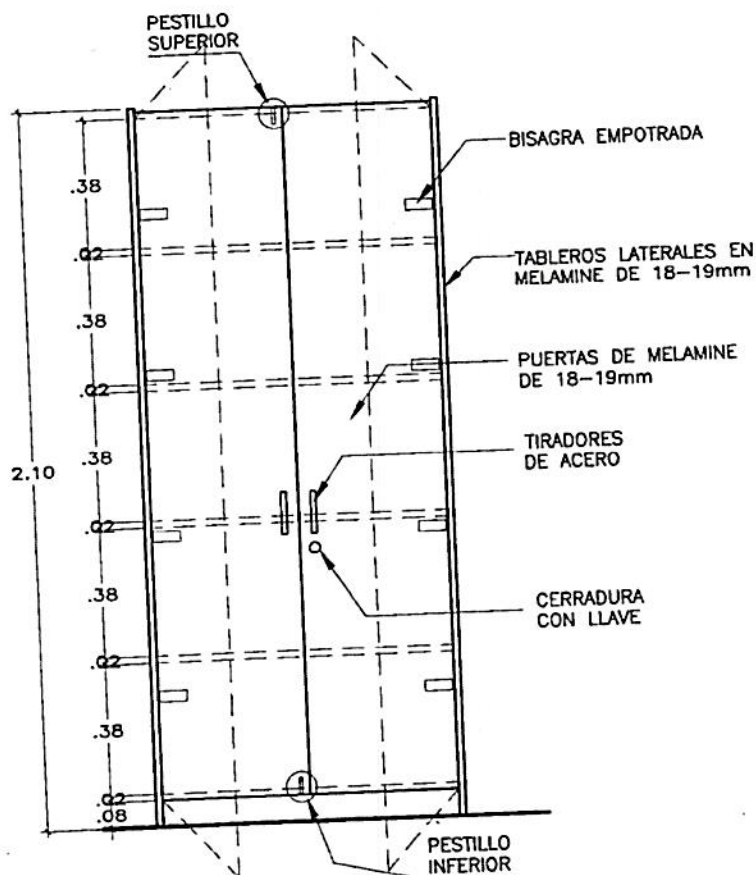 PESTILLO
SUPERIOR
BISAGRA EMPOTRADA
.38
.02
TABLEROS LATERALES EN
MELAMINE DE 18-19mm
.38
PUERTAS DE MELAMINE
DE 18-19mm
.02
.38
TIRADORES
DE ACERO
2.10
.02
.38
CERRADURA
CON LLAVE
.02
.38
.02
.08
PESTILLO
INFERIOR